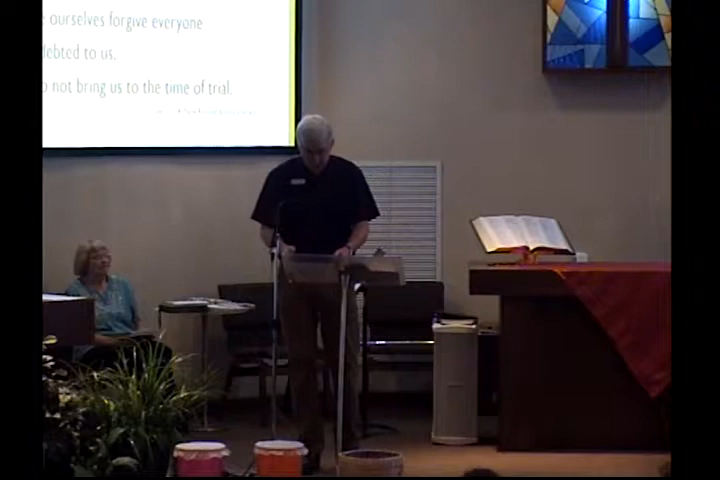 ourselves forgive everyone
debted to us.
not bring us to the time of trial.